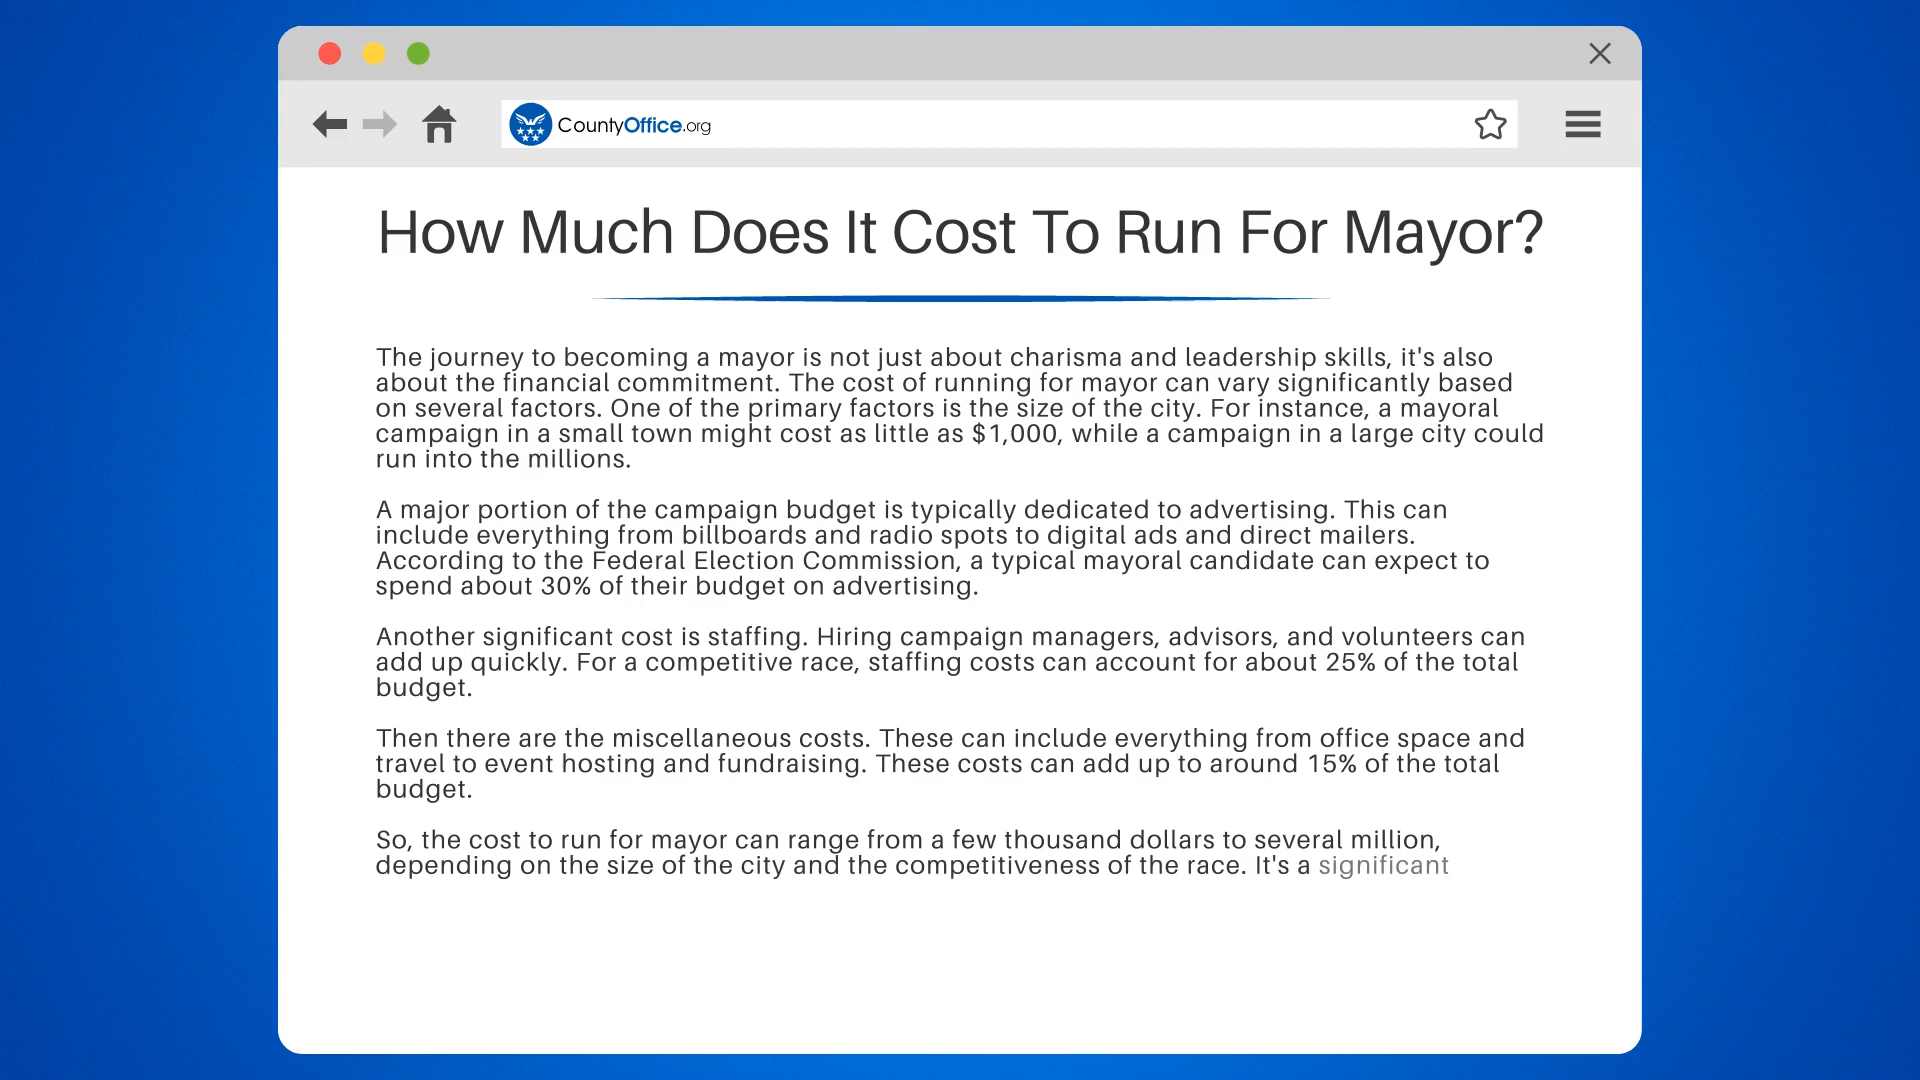 CountyOffice.org
How Much Does It Cost To Run For Mayor?
The journey to becoming a mayor is not just about charisma and leadership skills, it's also
about the financial commitment. The cost of running for mayor can vary significantly based
on several factors. One of the primary factors is the size of the city. For instance, a mayoral
campaign in a small town might cost as little as $1,000, while a campaign in a large city could
run into the millions.
A major portion of the campaign budget is typically dedicated to advertising. This can
include everything from billboards and radio spots to digital ads and direct mailers.
According to the Federal Election Commission, a typical mayoral candidate can expect to
spend about 30% of their budget on advertising.
Another significant cost is staffing. Hiring campaign managers, advisors, and volunteers can
add up quickly. For a competitive race, staffing costs can account for about 25% of the total
budget.
Then there are the miscellaneous costs. These can include everything from office space and
travel to event hosting and fundraising. These costs can add up to around 15% of the total
budget.
So, the cost to run for mayor can range from a few thousand dollars to several million,
depending on the size of the city and the competitiveness of the race. It's a significant